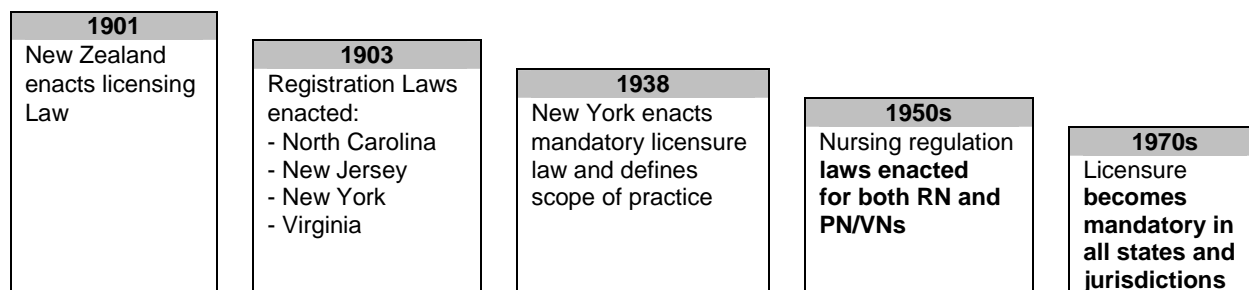 1901
New Zealand
enacts licensing
Law
1903
Registration Laws
enacted:
- North Carolina
- New Jersey
- New York
- Virginia
1938
New York enacts
mandatory licensure
law and defines
scope of practice
1950s
Nursing regulation
laws enacted
for both RN and
PN/VNs
1970s
Licensure
becomes
mandatory in
all states and
jurisdictions